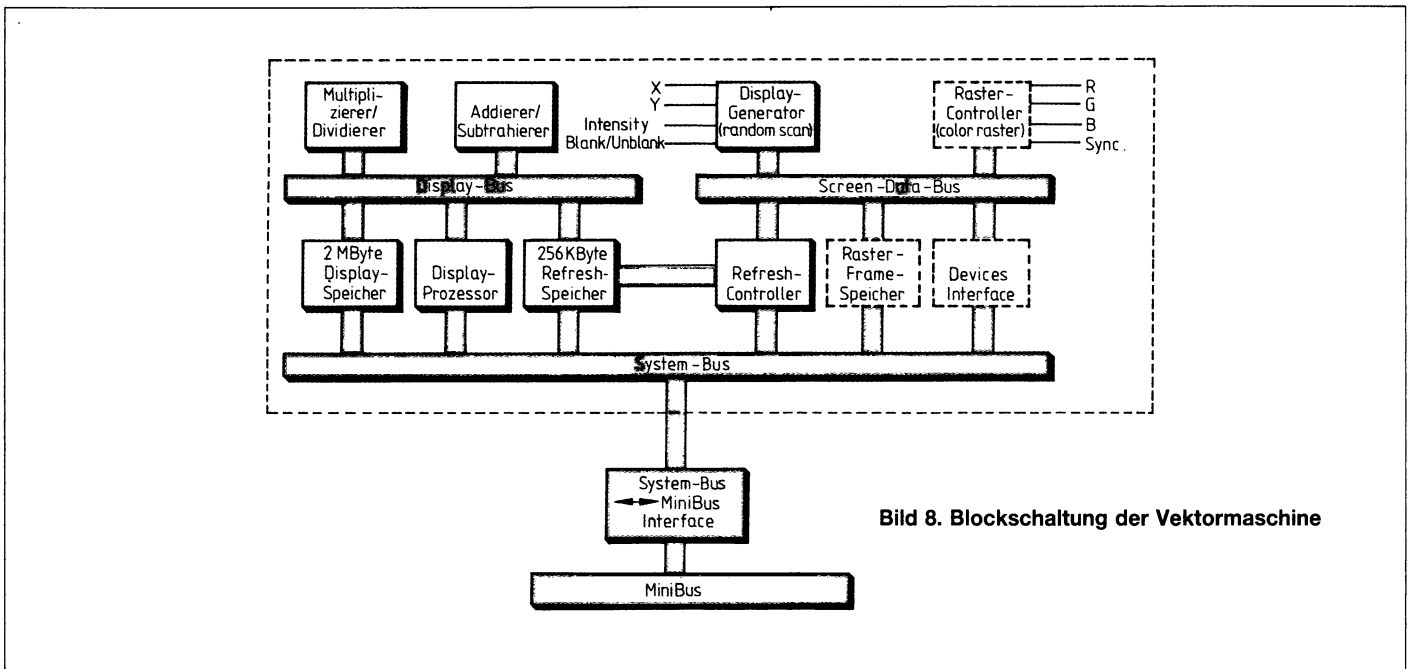 Multipli-
zierer/
Dividierer
Addierer/
Subtrahierer
X
Y
Intensity
Blank/Unblank
Display-
Generator
(random scan)
Raster-
Controller
(color raster)
R
G
B
Sync.
Display-Bus
Screen-Data-Bus
2 MByte
Display-
Speicher
Display-
Prozessor
256KByte
Refresh-
Speicher
Refresh-
Controller
Raster-
Frame-
Speicher
Devices
Interface
System-Bus
System-Bus
MiniBus
Interface
Bild 8. Blockschaltung der Vektormaschine
MiniBus